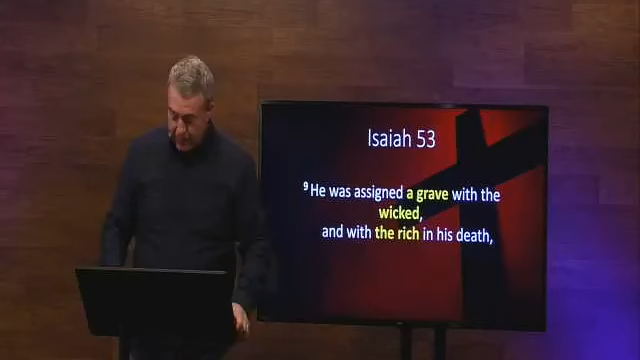 Isaiah 53
9 He was assigned a grave with the
wicked,
and with the rich in his death,